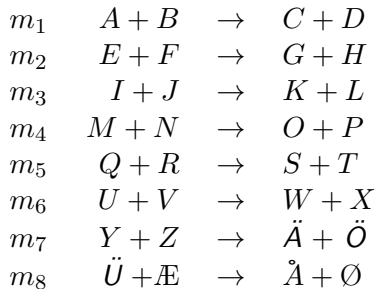 m₁ A + B → C + D
m₂ E + F → G + H
m₃ I + J → K + L
m₄ M + N → O + P
m₅ Q + R → S + T
m₆ U + V → W + X
m₇ Y + Z → Ä + Ö
m₈ Ü + Æ → Å + Ø